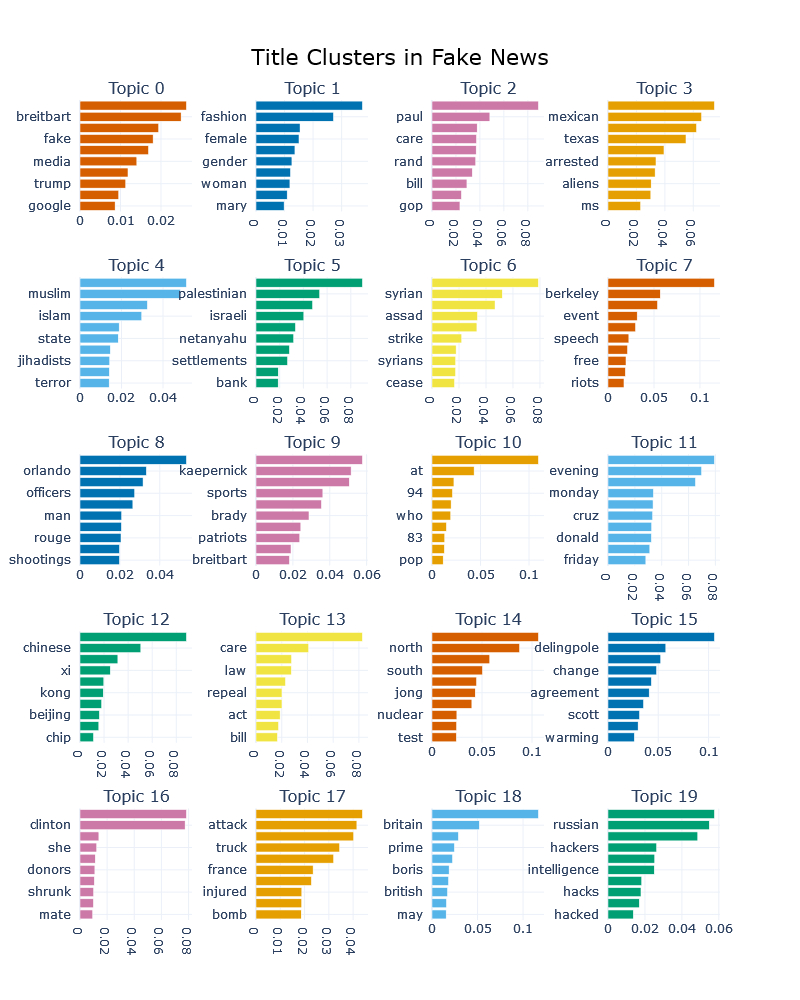 Title Clusters in Fake News
Topic 0
breitbart
fake
media
trump
google
0 0.01 0.02
Topic 1
fashion
female
gender
woman
mary
0 0.01 0.02 0.03
Topic 2
paul
care
rand
bill
gop
0 0.02 0.04 0.06 0.08
Topic 3
mexican
texas
arrested
aliens
ms
0 0.02 0.04 0.06
Topic 4
muslim
islam
state
jihadists
terror
0 0.02 0.04
Topic 5
palestinian
israeli
netanyahu
settlements
bank
0 0.02 0.04 0.06 0.08
Topic 6
syrian
assad
strike
syrians
cease
0 0.02 0.04 0.06 0.08
Topic 7
berkeley
event
speech
free
riots
0 0.05 0.1
Topic 8
orlando
officers
man
rouge
shootings
0 0.02 0.04
Topic 9
kaepernick
sports
brady
patriots
breitbart
0 0.02 0.04 0.06
Topic 10
at
94
who
83
pop
0 0.05 0.1
Topic 11
evening
monday
cruz
donald
friday
0 0.02 0.04 0.06 0.08
Topic 12
chinese
xi
kong
beijing
chip
0 0.02 0.04 0.06 0.08
Topic 13
care
law
repeal
act
bill
0 0.02 0.04 0.06 0.08
Topic 14
north
south
jong
nuclear
test
0 0.05 0.1
Topic 15
delingpole
change
agreement
scott
warming
0 0.05 0.1
Topic 16
clinton
she
donors
shrunk
mate
0 0.02 0.04 0.06 0.08
Topic 17
attack
truck
france
injured
bomb
0 0.01 0.02 0.03 0.04
Topic 18
britain
prime
boris
british
may
0 0.05 0.1
Topic 19
russian
hackers
intelligence
hacks
hacked
0 0.02 0.04 0.06